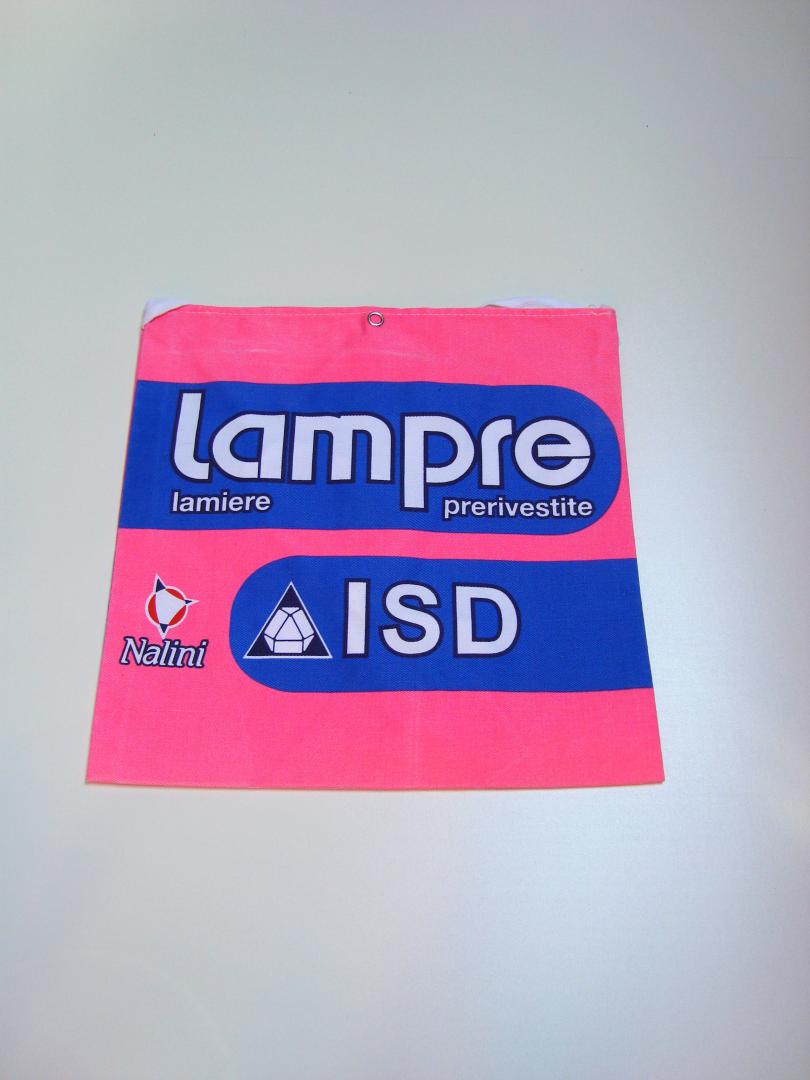 lampre
lamiere prerivestite
ISD
Nalini